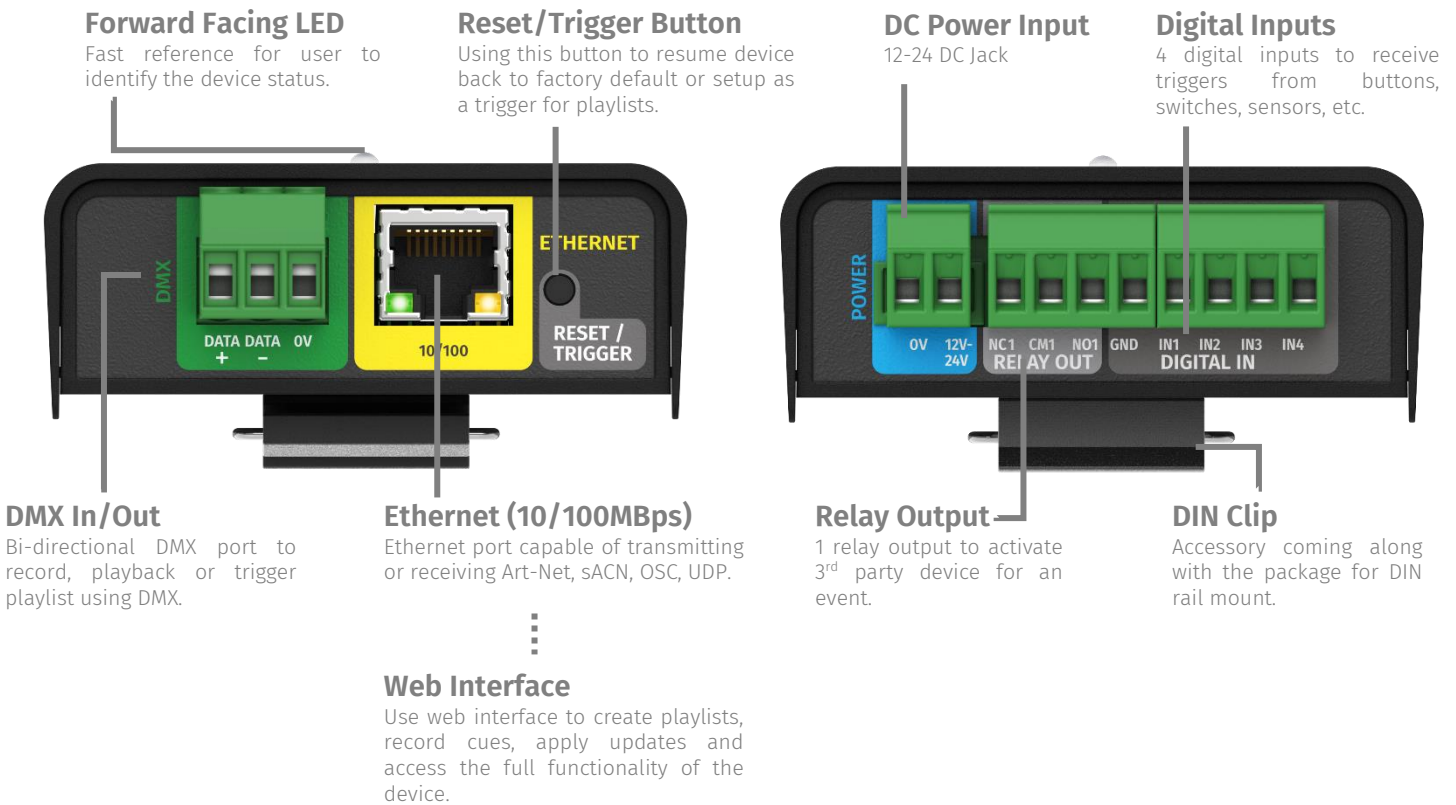 Forward Facing LED
Fast reference for user to
identify the device status.
Reset/Trigger Button
Using this button to resume device
back to factory default or setup as
a trigger for playlists.
DC Power Input
12-24 DC Jack
Digital Inputs
4 digital inputs to receive
triggers from buttons,
switches, sensors, etc.
DMX
DATA DATA 0V
+ –
10/100
ETHERNET
RESET /
TRIGGER
POWER
0V 12V-
24V
NC1 CM1 NO1 GND IN1 IN2 IN3 IN4
RELAY OUT DIGITAL IN
DMX In/Out
Bi-directional DMX port to
record, playback or trigger
playlist using DMX.
Ethernet (10/100MBps)
Ethernet port capable of transmitting
or receiving Art-Net, sACN, OSC, UDP.
Web Interface
Use web interface to create playlists,
record cues, apply updates and
access the full functionality of the
device.
Relay Output
1 relay output to activate
3rd party device for an
event.
DIN Clip
Accessory coming along
with the package for DIN
rail mount.